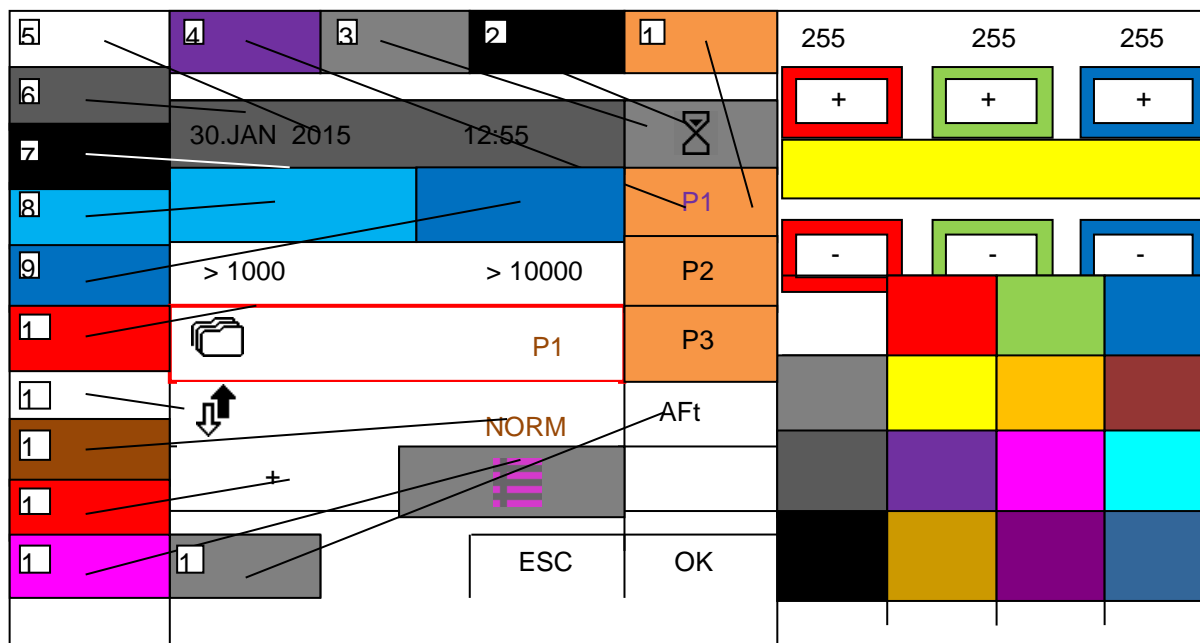 5 4 3 2 1 255 255 255
6 + + +
30.JAN 2015 12:55
7
8 P1
9 > 1000 > 10000 P2 - - -
1 P1 P3
1 AFt
1 NORM
1 +
1 1 ESC OK